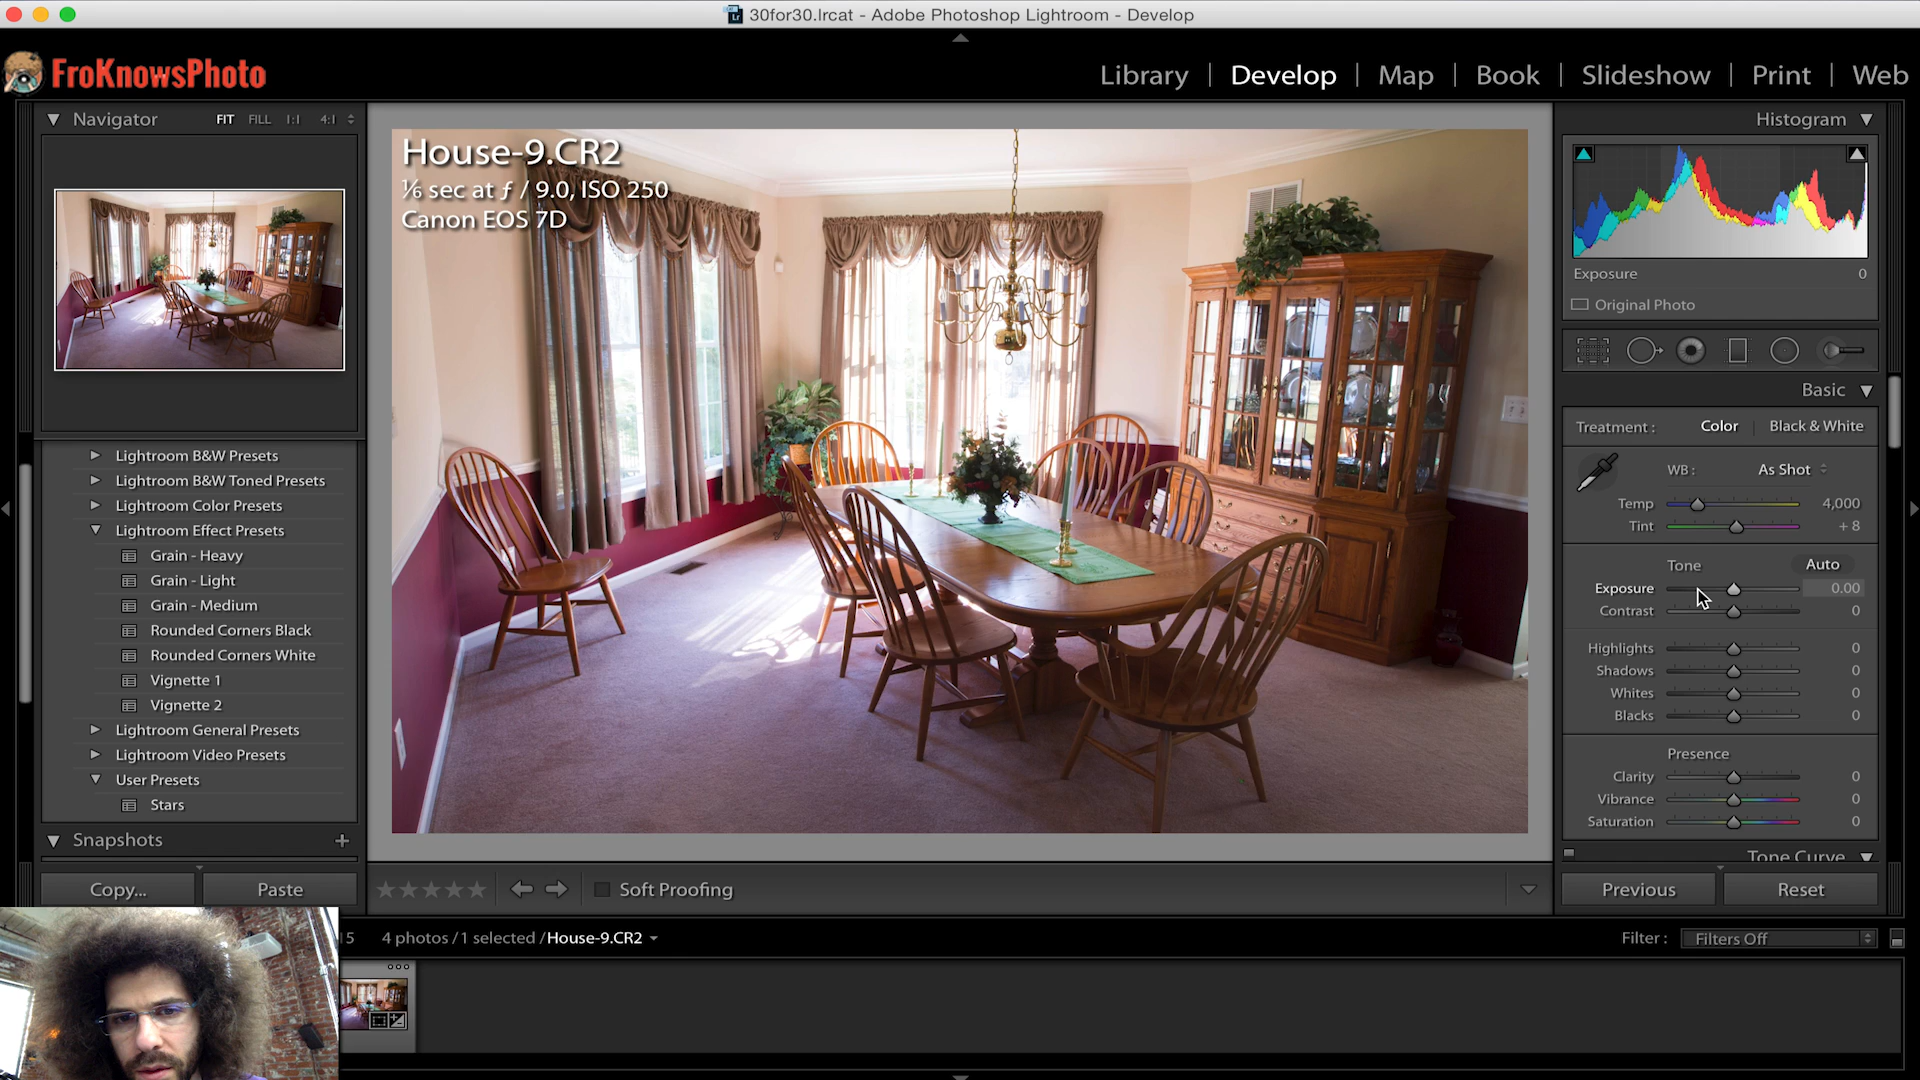 30for30.lrcat - Adobe Photoshop Lightroom - Develop
FroKnowsPhoto
Library | Develop | Map | Book | Slideshow | Print | Web
Navigator FIT FILL 1:1 4:1
House-9.CR2
⅙ sec at ƒ / 9.0, ISO 250
Canon EOS 7D
Lightroom B&W Presets
Lightroom B&W Toned Presets
Lightroom Color Presets
Lightroom Effect Presets
Grain - Heavy
Grain - Light
Grain - Medium
Rounded Corners Black
Rounded Corners White
Vignette 1
Vignette 2
Lightroom General Presets
Lightroom Video Presets
User Presets
Stars
Snapshots +
Copy... Paste
Soft Proofing
Histogram
Exposure 0
Original Photo
Basic
Treatment : Color Black & White
WB : As Shot
Temp 4,000
Tint + 8
Tone Auto
Exposure 0.00
Contrast 0
Highlights 0
Shadows 0
Whites 0
Blacks 0
Presence
Clarity 0
Vibrance 0
Saturation 0
Tone Curve
Previous Reset
15 4 photos / 1 selected / House-9.CR2
Filter : Filters Off